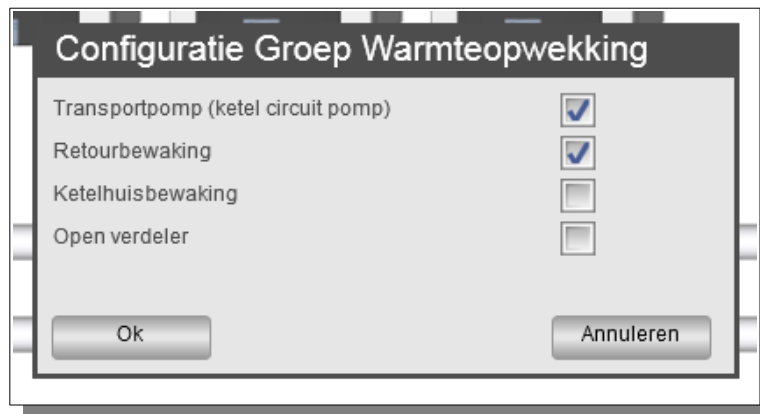 Configuratie Groep Warmteopwekking
Transportpomp (ketel circuit pomp)
Retourbewaking
Ketelhuisbewaking
Open verdeler
Ok
Annuleren